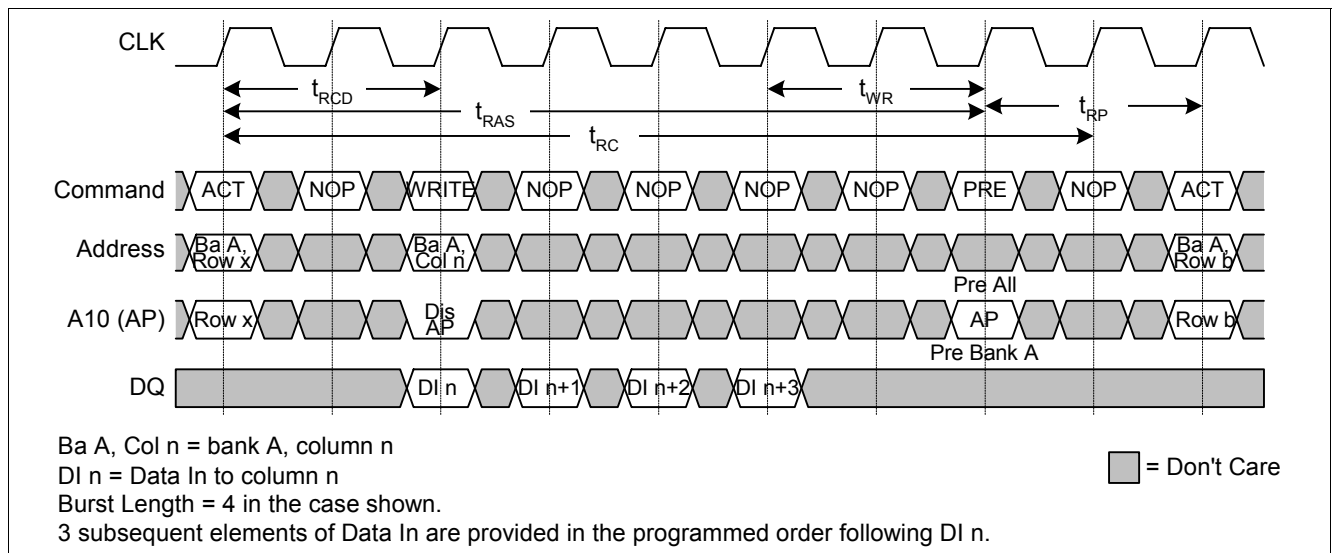 CLK
tRCD
tWR
tRAS
tRP
tRC
Command ACT NOP WRITE NOP NOP NOP NOP PRE NOP ACT
Address Ba A, Row x Ba A, Col n Ba A, Row b
Pre All
A10 (AP) Row x Dis AP AP Row b
Pre Bank A
DQ DI n DI n+1 DI n+2 DI n+3
Ba A, Col n = bank A, column n
DI n = Data In to column n
= Don't Care
Burst Length = 4 in the case shown.
3 subsequent elements of Data In are provided in the programmed order following DI n.